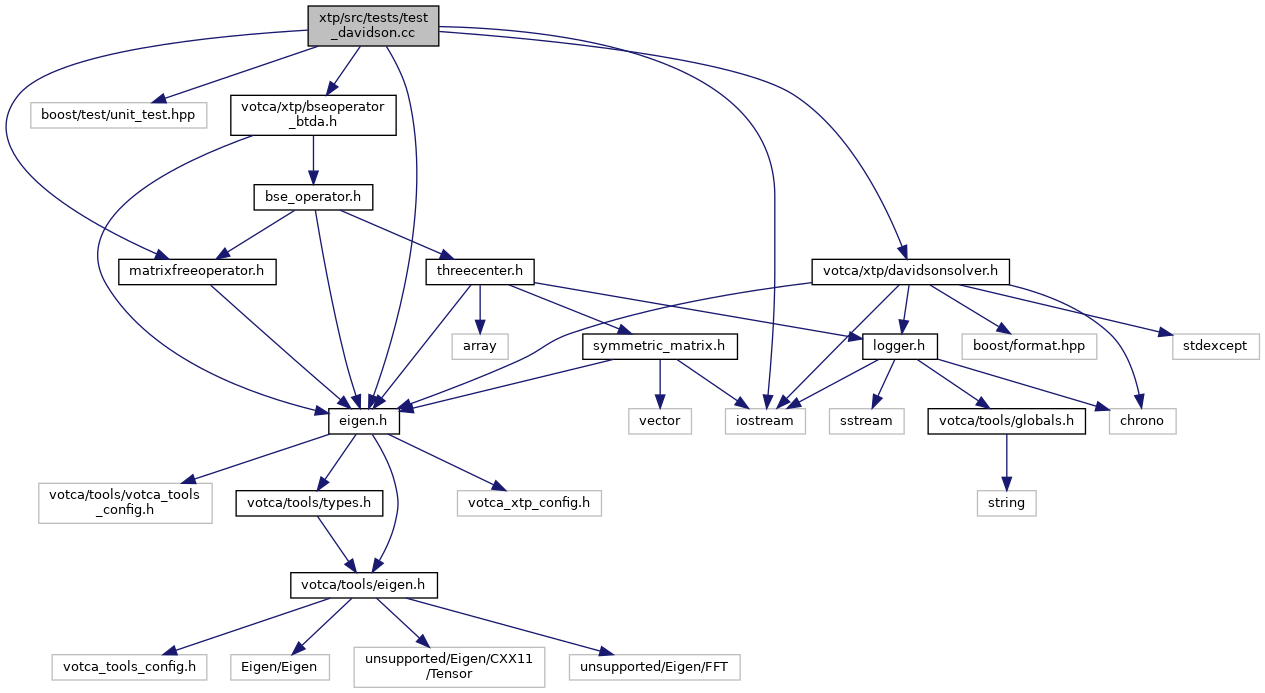 xtp/src/tests/test
_davidson.cc
boost/test/unit_test.hpp
votca/xtp/bseoperator
_btda.h
bse_operator.h
matrixfreeoperator.h
threecenter.h
votca/xtp/davidsonsolver.h
array
symmetric_matrix.h
logger.h
boost/format.hpp
stdexcept
eigen.h
vector
iostream
sstream
votca/tools/globals.h
chrono
votca/tools/votca_tools
_config.h
votca/tools/types.h
votca_xtp_config.h
string
votca/tools/eigen.h
votca_tools_config.h
Eigen/Eigen
unsupported/Eigen/CXX11
/Tensor
unsupported/Eigen/FFT